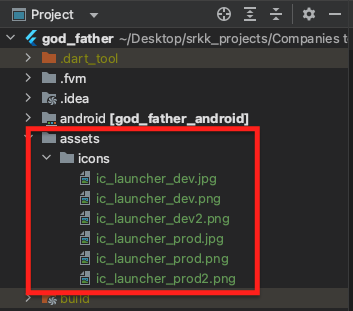 Project
god_father ~/Desktop/srkk_projects/Companies t
.dart_tool
.fvm
.idea
android [god_father_android]
assets
icons
ic_launcher_dev.jpg
ic_launcher_dev.png
ic_launcher_dev2.png
ic_launcher_prod.jpg
ic_launcher_prod.png
ic_launcher_prod2.png
build